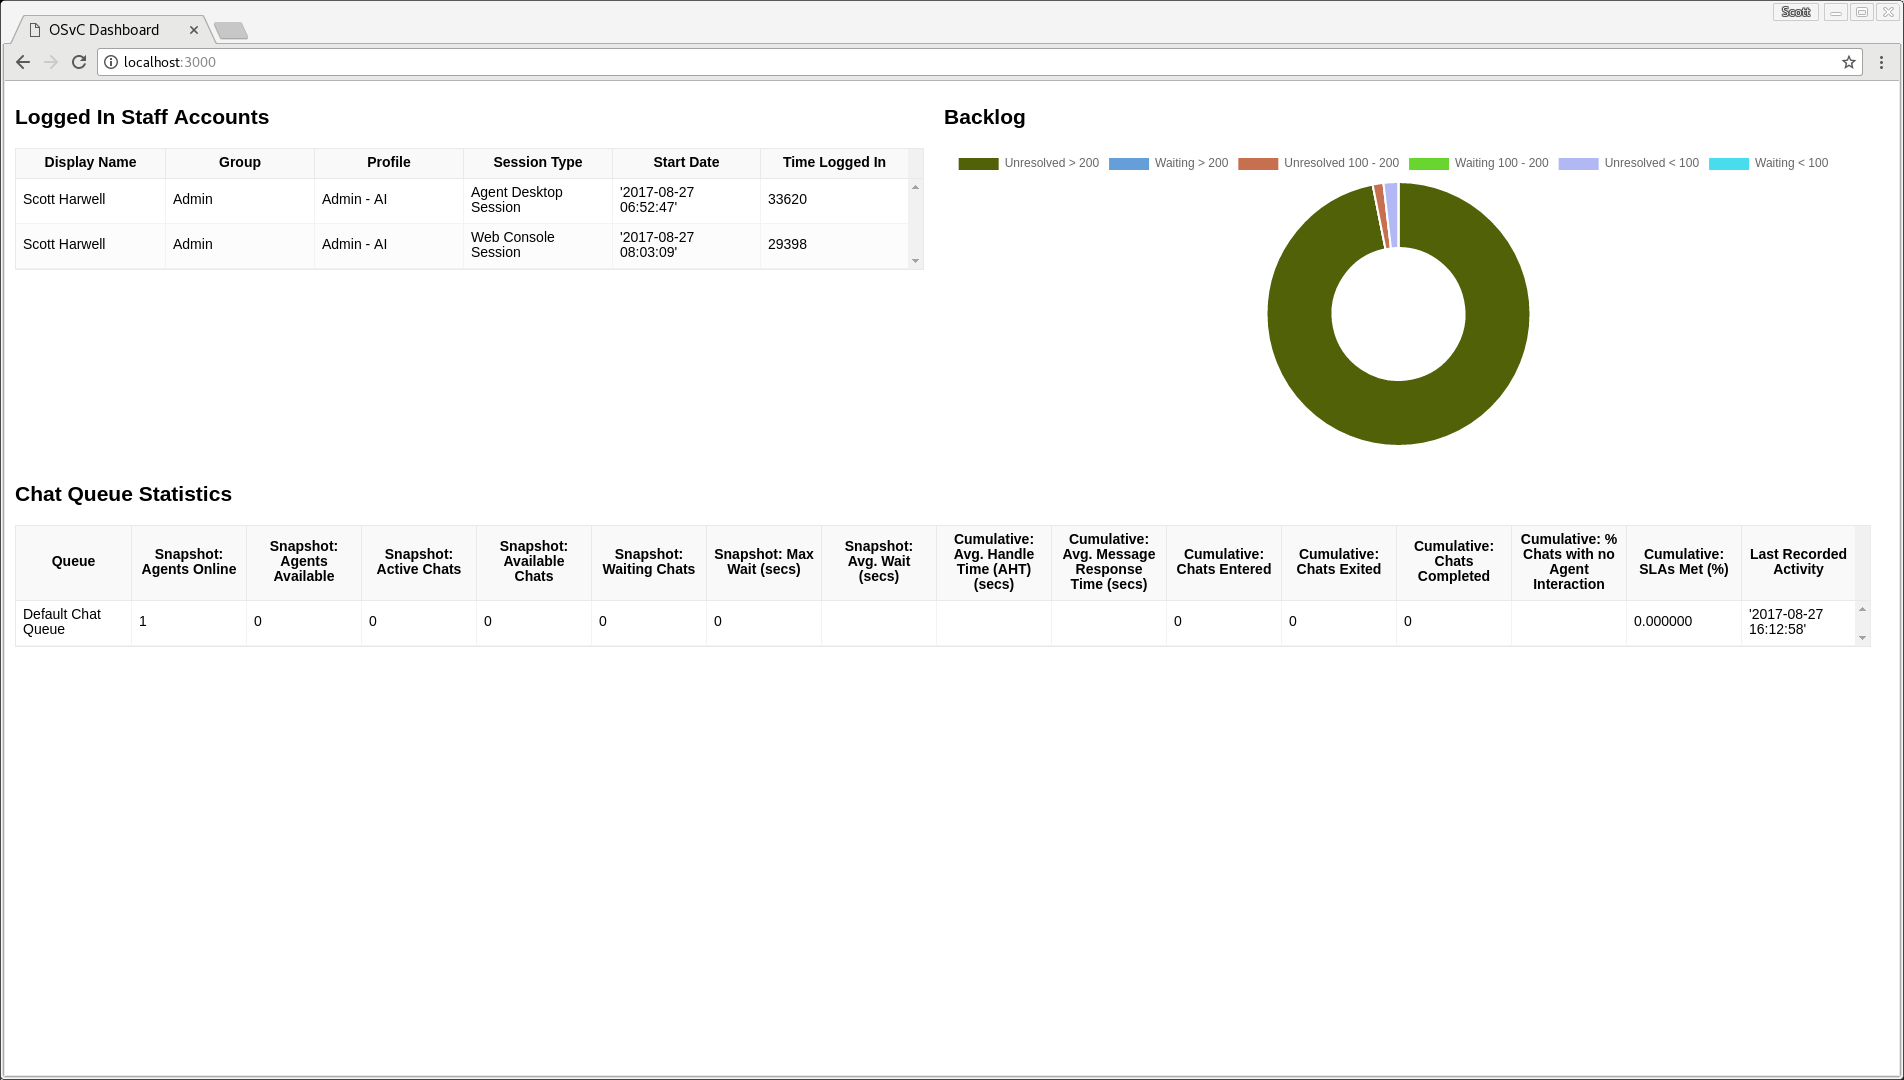 Scott
OSvC Dashboard
localhost:3000
Logged In Staff Accounts
Display Name Group Profile Session Type Start Date Time Logged In
Scott Harwell Admin Admin - AI Agent Desktop Session '2017-08-27 06:52:47' 33620
Scott Harwell Admin Admin - AI Web Console Session '2017-08-27 08:03:09' 29398
Backlog
Unresolved > 200 Waiting > 200 Unresolved 100 - 200 Waiting 100 - 200 Unresolved < 100 Waiting < 100
Chat Queue Statistics
Queue Snapshot: Agents Online Snapshot: Agents Available Snapshot: Active Chats Snapshot: Available Chats Snapshot: Waiting Chats Snapshot: Max Wait (secs) Snapshot: Avg. Wait (secs) Cumulative: Avg. Handle Time (AHT) (secs) Cumulative: Avg. Message Response Time (secs) Cumulative: Chats Entered Cumulative: Chats Exited Cumulative: Chats Completed Cumulative: % Chats with no Agent Interaction Cumulative: SLAs Met (%) Last Recorded Activity
Default Chat Queue 1 0 0 0 0 0 0 0 0 0.000000 '2017-08-27 16:12:58'